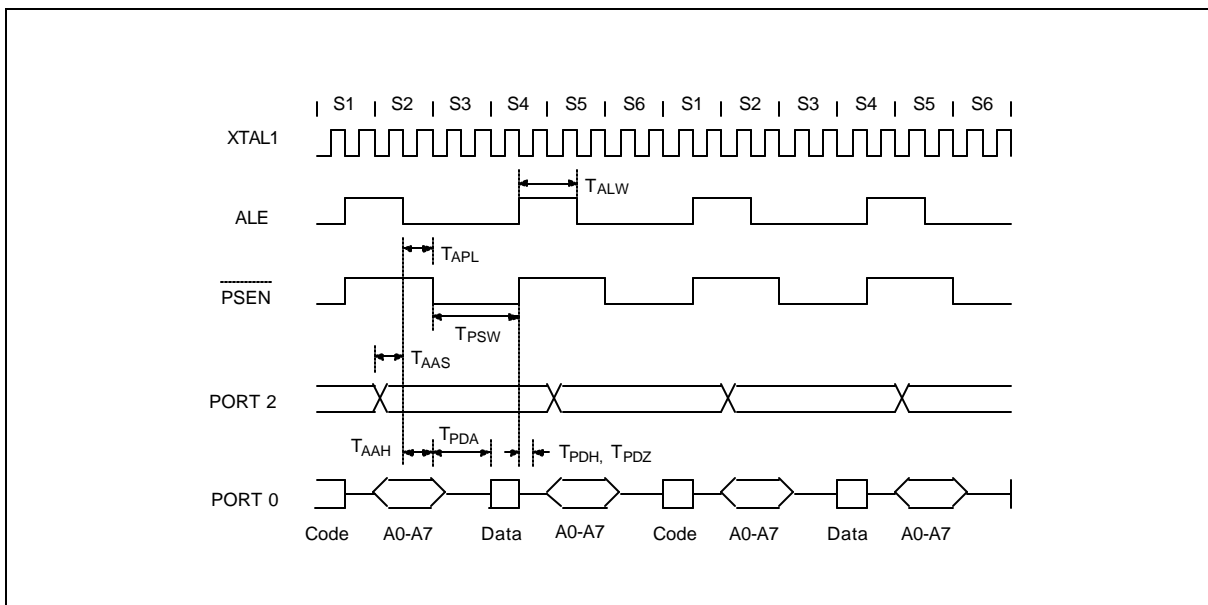 S1 S2 S3 S4 S5 S6 S1 S2 S3 S4 S5 S6
XTAL1
TALW
ALE
TAPL
PSEN
TPSW
TAAS
PORT 2
TAAH TPDA TPDH, TPDZ
PORT 0
Code A0-A7 Data A0-A7 Code A0-A7 Data A0-A7